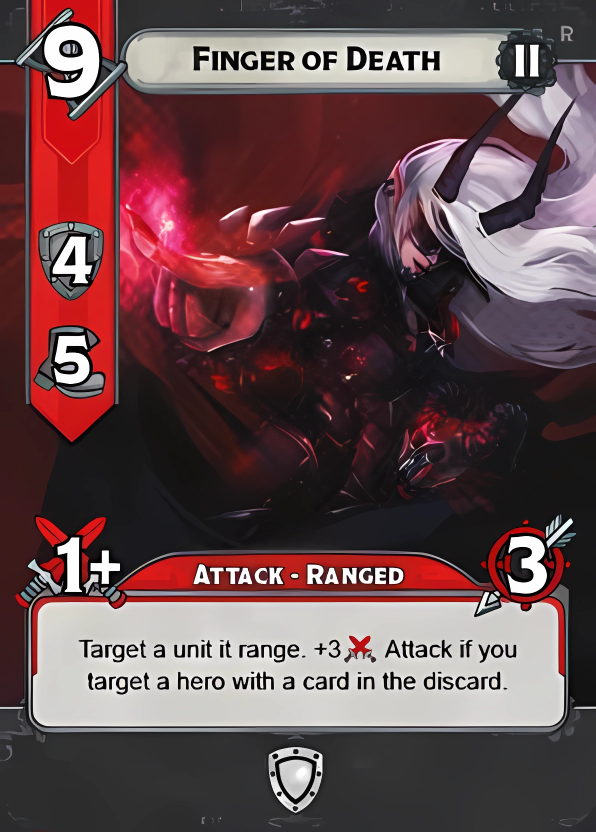 9
FINGER OF DEATH
II
R
4
5
1+
ATTACK - RANGED
3
Target a unit it range. +3 Attack if you
target a hero with a card in the discard.